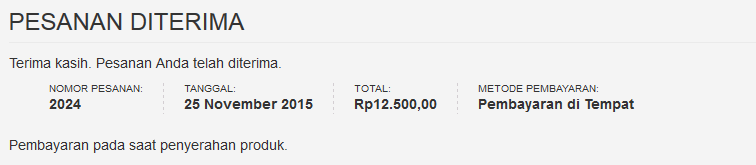 PESANAN DITERIMA
Terima kasih. Pesanan Anda telah diterima.
NOMOR PESANAN: TANGGAL: TOTAL: METODE PEMBAYARAN:
2024 25 November 2015 Rp12.500,00 Pembayaran di Tempat
Pembayaran pada saat penyerahan produk.